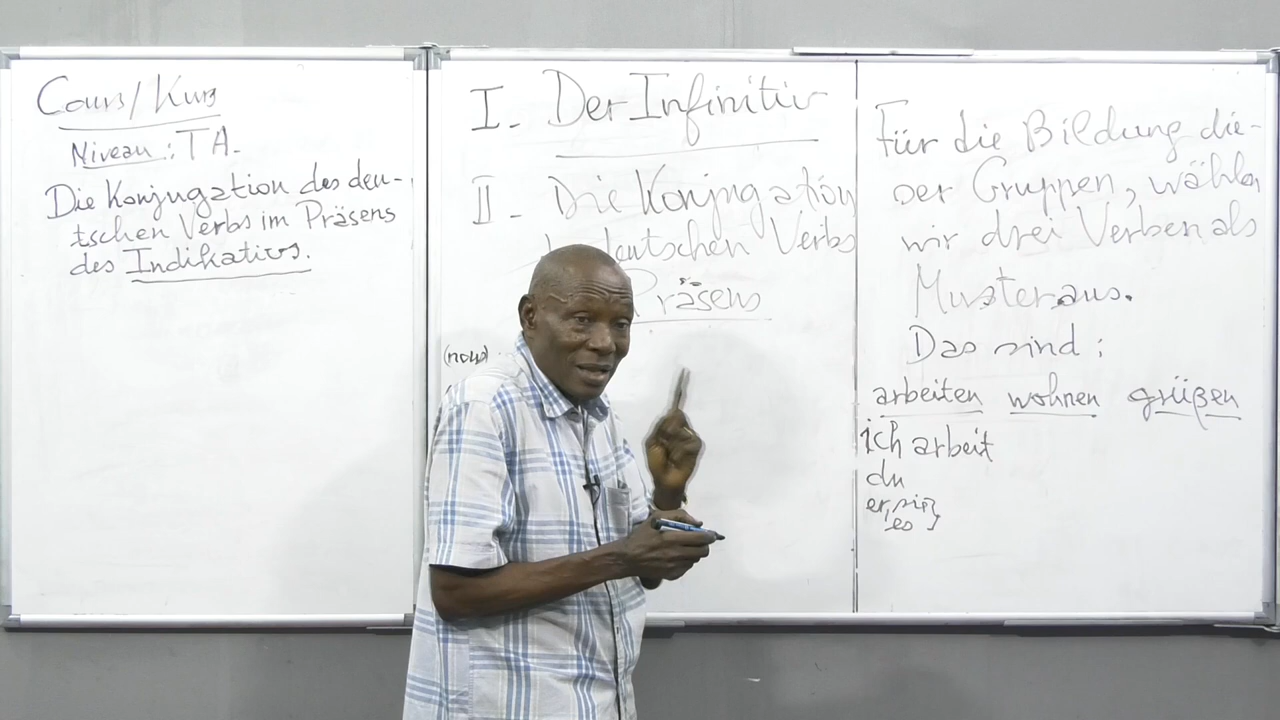 Cours/Kurs
Niveau : TA.
Die Konjugation des deu-
tschen Verbs im Präsens
des Indikativs.
I - Der Infinitiv
II - Die Konjugation
deutschen Verbs
Präsens
(nous)
Für die Bildung die-
ser Gruppen, wählen
wir drei Verben als
Muster aus.
Das sind :
arbeiten wohnen grüßen
ich arbeit
du
er, sie }
es }